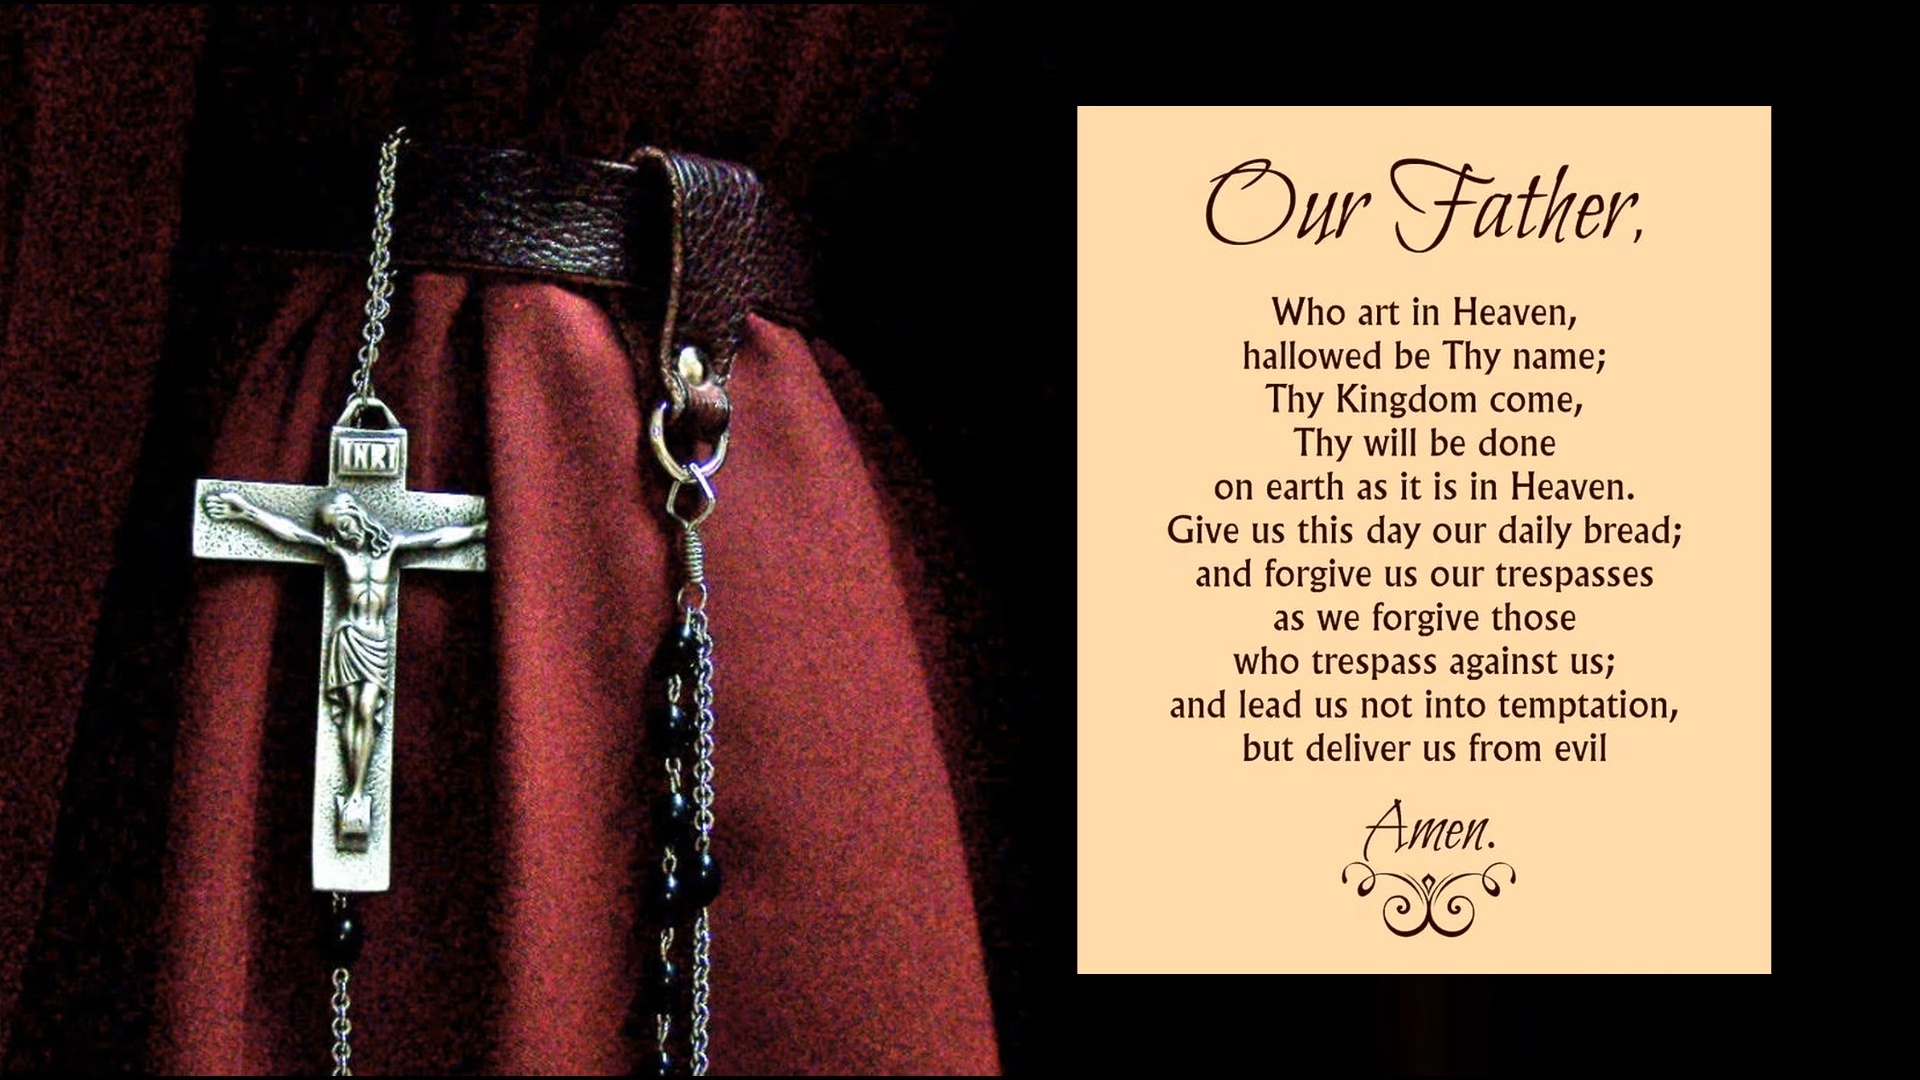 INRI
Our Father,
Who art in Heaven,
hallowed be Thy name;
Thy Kingdom come,
Thy will be done
on earth as it is in Heaven.
Give us this day our daily bread;
and forgive us our trespasses
as we forgive those
who trespass against us;
and lead us not into temptation,
but deliver us from evil
Amen.